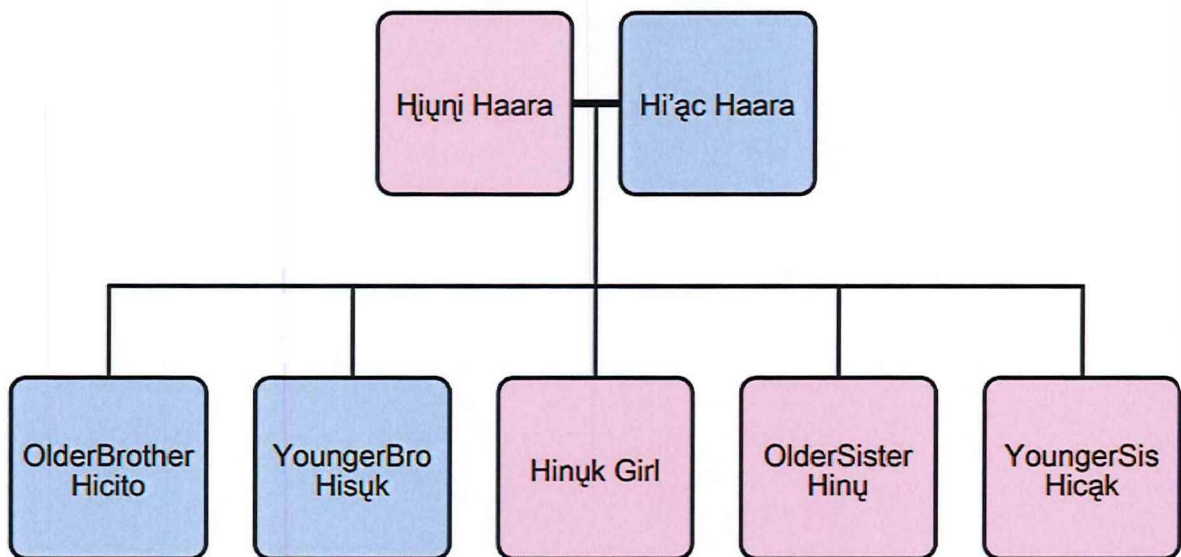 Hįųnį Haara
Hi'ąc Haara
OlderBrother
Hicito
YoungerBro
Hisųk
Hinųk Girl
OlderSister
Hinų
YoungerSis
Hicąk